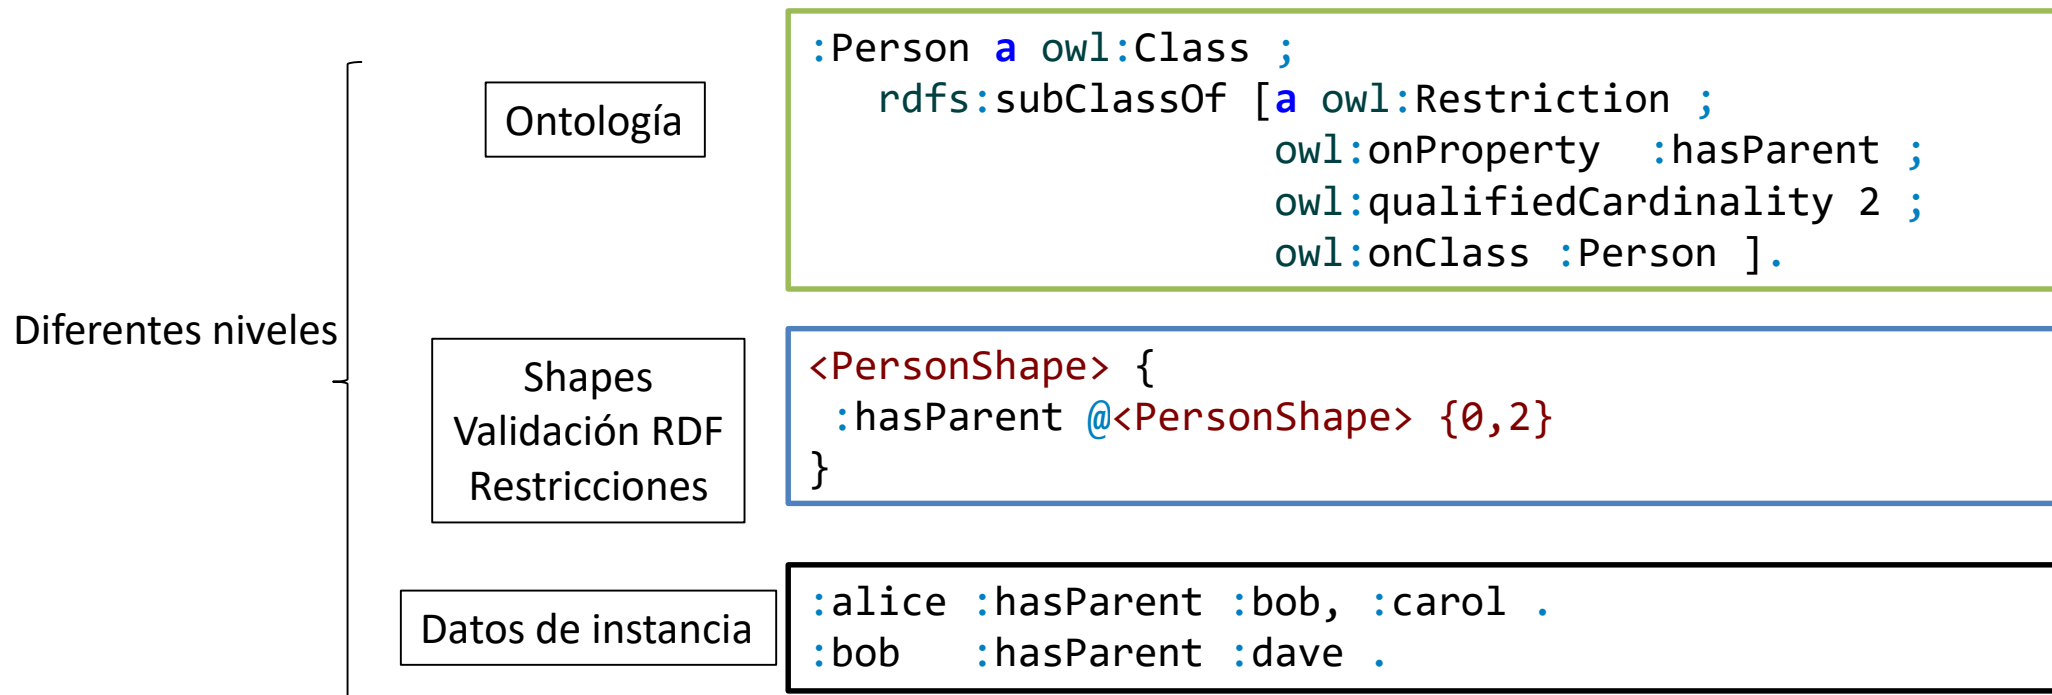 Diferentes niveles
Ontología
:Person a owl:Class ;
rdfs:subClassOf [a owl:Restriction ;
owl:onProperty :hasParent ;
owl:qualifiedCardinality 2 ;
owl:onClass :Person ].
Shapes
Validación RDF
Restricciones
<PersonShape> {
:hasParent @<PersonShape> {0,2}
}
Datos de instancia
:alice :hasParent :bob, :carol .
:bob :hasParent :dave .